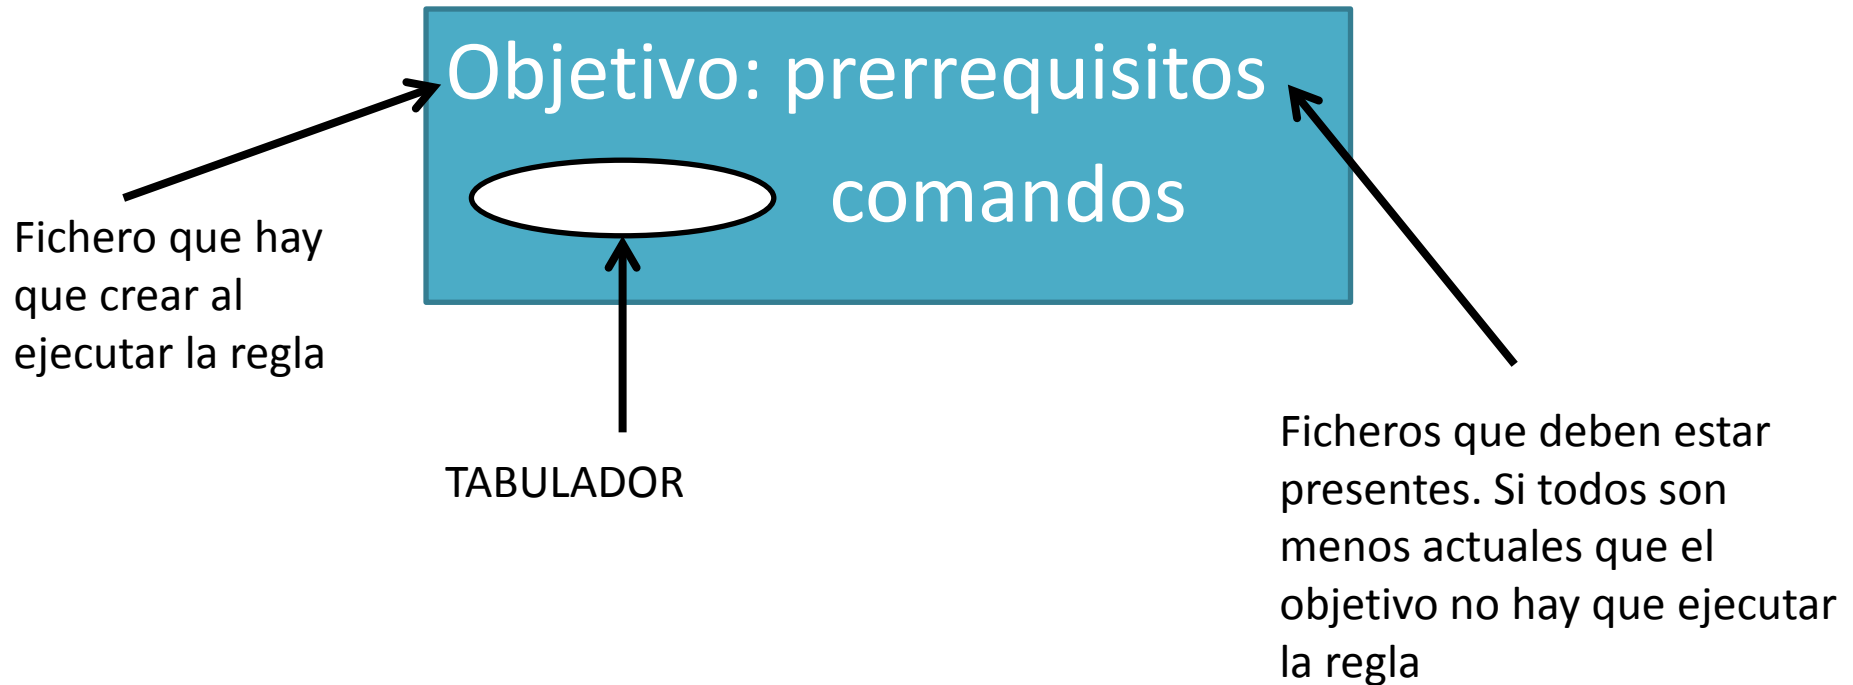 Objetivo: prerrequisitos
comandos
Fichero que hay
que crear al
ejecutar la regla
TABULADOR
Ficheros que deben estar
presentes. Si todos son
menos actuales que el
objetivo no hay que ejecutar
la regla